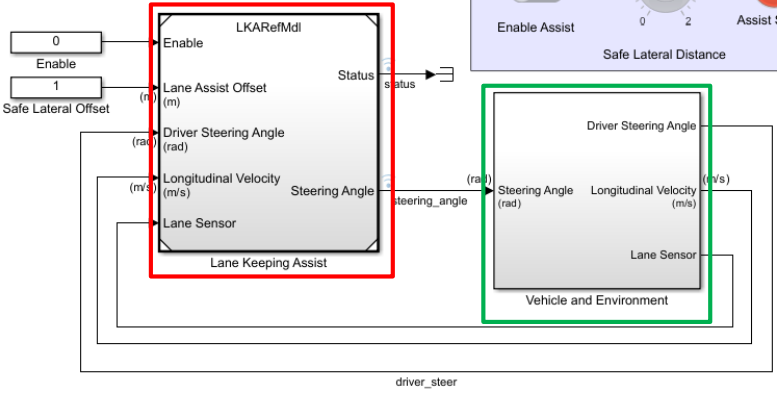 0
Enable
1
Safe Lateral Offset
LKARefMdl
Enable
Lane Assist Offset
(m)
(m)
Driver Steering Angle
(rad)
(rad)
Longitudinal Velocity
(m/s)
(m/s)
Lane Sensor
Status
status
Steering Angle
steering_angle
Lane Keeping Assist
Enable Assist
0
2
Assist
Safe Lateral Distance
Driver Steering Angle
(rad)
Steering Angle
(rad)
Longitudinal Velocity
(m/s)
(m/s)
Lane Sensor
Vehicle and Environment
driver_steer